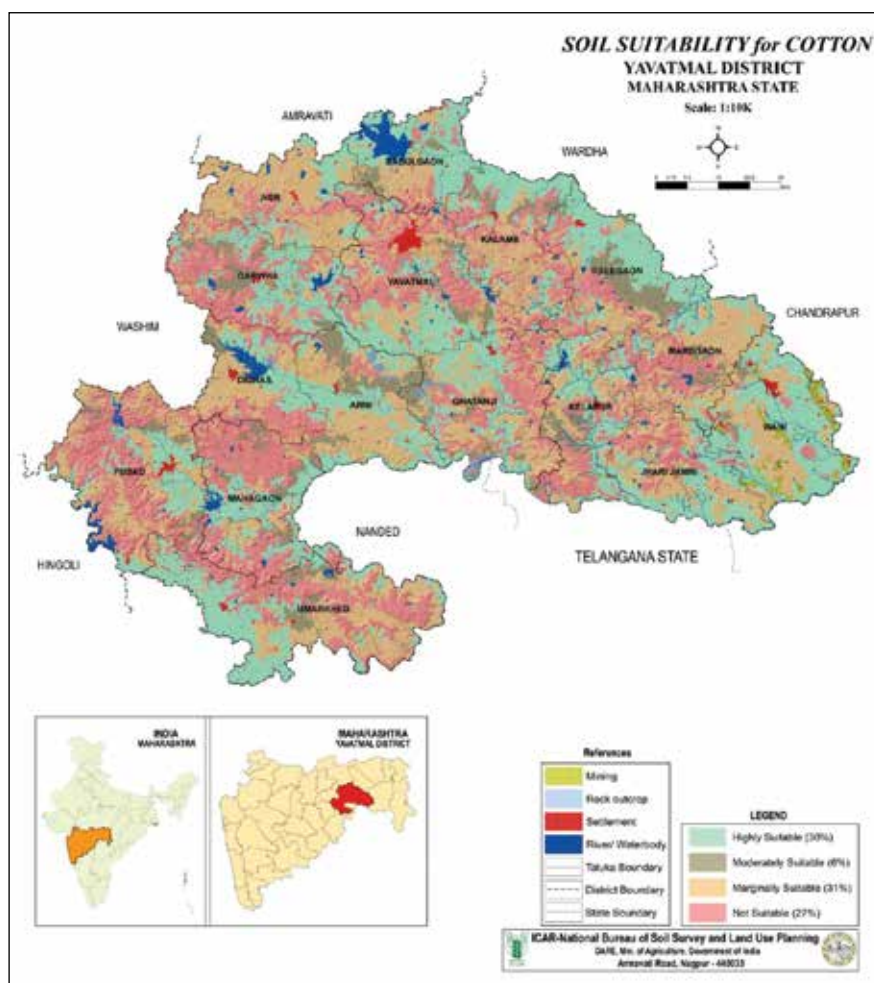 SOIL SUITABILITY for COTTON
YAVATMAL DISTRICT
MAHARASHTRA STATE
Scale: 1:10K
AMRAVATI
WARDHA
BABULGAON
NER
KALAMB
DARWHA
YAVATMAL
RALEGAON
CHANDRAPUR
WASHIM
MAREGAON
DIGRAS
ARNI
GHATANJI
KELAPUR
WANI
PUSAD
JHARI JAMNI
MAHAGAON
NANDED
HINGOLI
TELANGANA STATE
UMARKHED
INDIA
MAHARASHTRA
MAHARASHTRA
YAVATMAL DISTRICT
References
Mining
Rock outcrop
Settlement
River/ Waterbody
Taluka Boundary
District Boundary
State Boundary
LEGEND
Highly Suitable
Moderately Suitable (6%)
Marginally Suitable (31%)
Not Suitable (27%)
ICAR-National Bureau of Soil Survey and Land Use Planning
DARE, Min. of Agriculture, Government of India
Amravati Road, Nagpur - 440033